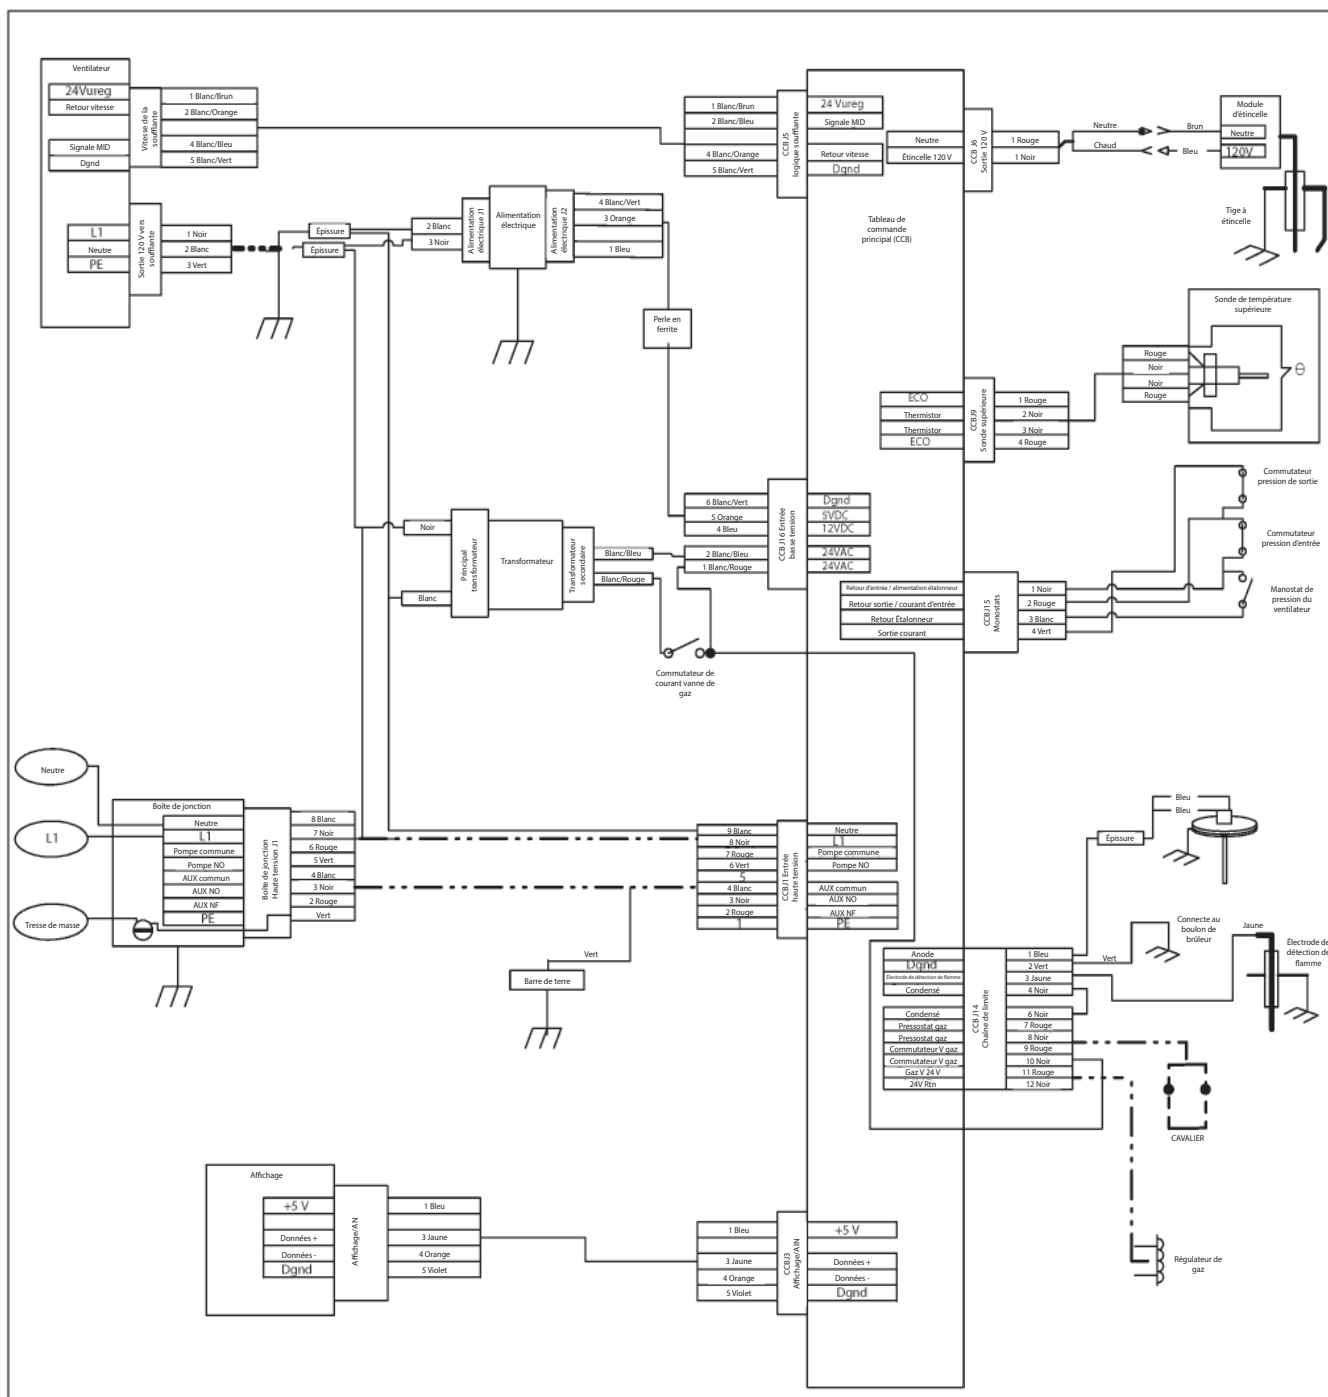 Ventilateur
24Vureg
Retour vitesse
Signale MID
Dgnd
Vitesse de la
soufflante
1 Blanc/Brun
2 Blanc/Orange
4 Blanc/Bleu
5 Blanc/Vert
L1
Neutre
PE
Sortie 120 V vers
soufflante
1 Noir
2 Blanc
3 Vert
Épissure
Épissure
2 Blanc
3 Noir
Alimentation
électrique J1
Alimentation
électrique
Alimentation
électrique J2
4 Blanc/Vert
3 Orange
1 Bleu
Perle en
ferrite
1 Blanc/Brun
2 Blanc/Bleu
4 Blanc/Orange
5 Blanc/Vert
CCB J5
logique soufflante
24 Vureg
Signale MID
Retour vitesse
Dgnd
Tableau de
commande
principal (CCB)
Neutre
Étincelle 120 V
CCB J6
Sortie 120 V
1 Rouge
1 Noir
Neutre
Chaud
Brun
Bleu
Module
d'étincelle
Neutre
120V
Tige à
étincelle
Sonde de température
supérieure
Rouge
Noir
Noir
Rouge
θ
ECO
Thermistor
Thermistor
ECO
CCBJ9
Sonde supérieure
1 Rouge
2 Noir
3 Noir
4 Rouge
Commutateur
pression de sortie
Commutateur
pression d'entrée
Manostat de
pression du
ventilateur
Noir
Blanc
Principal
transformateur
Transformateur
Transformateur
secondaire
Blanc/Bleu
Blanc/Rouge
6 Blanc/Vert
5 Orange
4 Bleu
2 Blanc/Bleu
1 Blanc/Rouge
CCB J16 Entrée
basse tension
Dgnd
5VDC
12VDC
24VAC
24VAC
Retour d'entrée / alimentation étalonneur
Retour sortie / courant d'entrée
Retour Étalonneur
Sortie courant
CCBJ15
Monostats
1 Noir
2 Rouge
3 Blanc
4 Vert
Commutateur de
courant vanne de
gaz
Neutre
L1
Tresse de masse
Boîte de jonction
Neutre
L1
Pompe commune
Pompe NO
AUX commun
AUX NO
AUX NF
PE
Boîte de jonction
Haute tension J1
8 Blanc
7 Noir
6 Rouge
5 Vert
4 Blanc
3 Noir
2 Rouge
Vert
Vert
Barre de terre
9 Blanc
8 Noir
7 Rouge
6 Vert
5
4 Blanc
3 Noir
2 Rouge
1
CCBJ1 Entrée
haute tension
Neutre
L1
Pompe commune
Pompe NO
AUX commun
AUX NO
AUX NF
PE
Bleu
Bleu
Épissure
Connecte au
boulon de
brûleur
Jaune
Électrode de
détection de
flamme
Vert
Anode
Dgnd
Électrode de détection de flamme
Condensé
Condensé
Pressostat gaz
Pressostat gaz
Commutateur V gaz
Commutateur V gaz
Gaz V 24 V
24V Rtn
CCB J14
Chaîne de limite
1 Bleu
2 Vert
3 Jaune
4 Noir
6 Noir
7 Rouge
8 Noir
9 Rouge
10 Noir
11 Rouge
12 Noir
CAVALIER
Régulateur de
gaz
Affichage
+5 V
Données +
Données -
Dgnd
Affichage/AN
1 Bleu
3 Jaune
4 Orange
5 Violet
1 Bleu
3 Jaune
4 Orange
5 Violet
CCBJ3
Affichage/AIN
+5 V
Données +
Données -
Dgnd